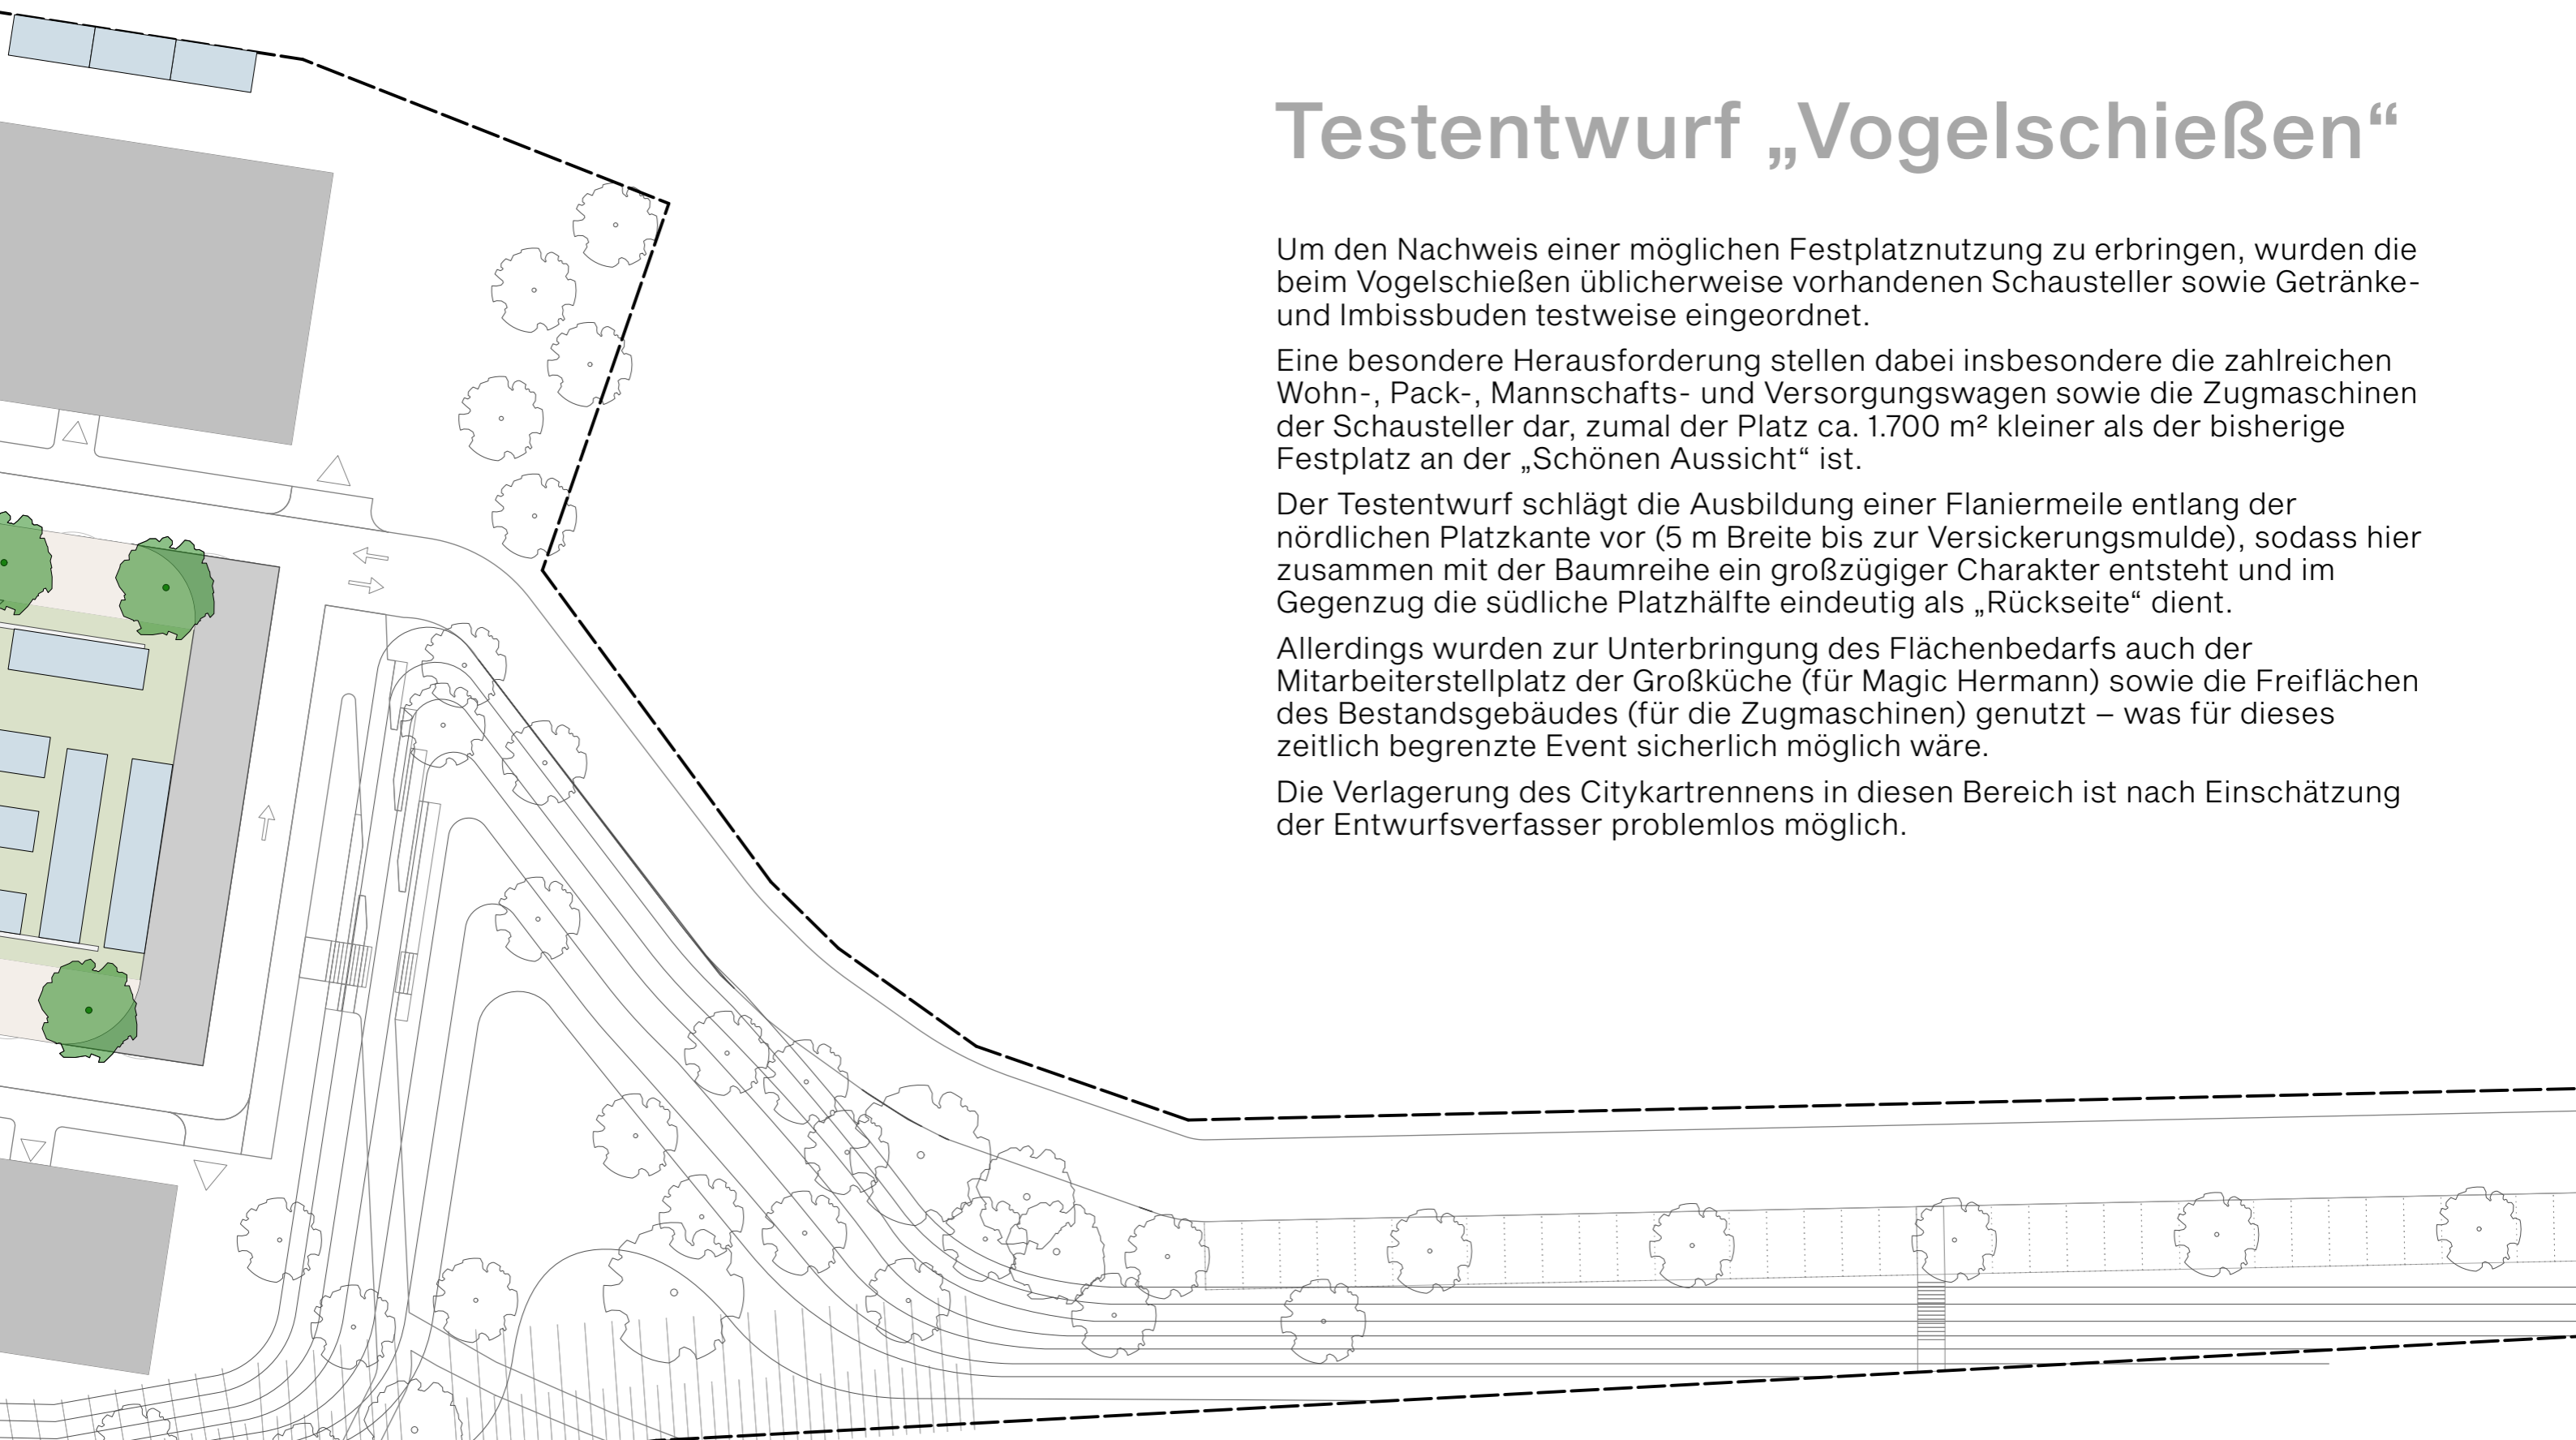 Testentwurf „Vogelschießen“
Um den Nachweis einer möglichen Festplatznutzung zu erbringen, wurden die
beim Vogelschießen üblicherweise vorhandenen Schausteller sowie Getränke-
und Imbissbuden testweise eingeordnet.
Eine besondere Herausforderung stellen dabei insbesondere die zahlreichen
Wohn-, Pack-, Mannschafts- und Versorgungswagen sowie die Zugmaschinen
der Schausteller dar, zumal der Platz ca. 1.700 m² kleiner als der bisherige
Festplatz an der „Schönen Aussicht“ ist.
Der Testentwurf schlägt die Ausbildung einer Flaniermeile entlang der
nördlichen Platzkante vor (5 m Breite bis zur Versickerungsmulde), sodass hier
zusammen mit der Baumreihe ein großzügiger Charakter entsteht und im
Gegenzug die südliche Platzhälfte eindeutig als „Rückseite“ dient.
Allerdings wurden zur Unterbringung des Flächenbedarfs auch der
Mitarbeiterstellplatz der Großküche (für Magic Hermann) sowie die Freiflächen
des Bestandsgebäudes (für die Zugmaschinen) genutzt – was für dieses
zeitlich begrenzte Event sicherlich möglich wäre.
Die Verlagerung des Citykartrennens in diesen Bereich ist nach Einschätzung
der Entwurfsverfasser problemlos möglich.